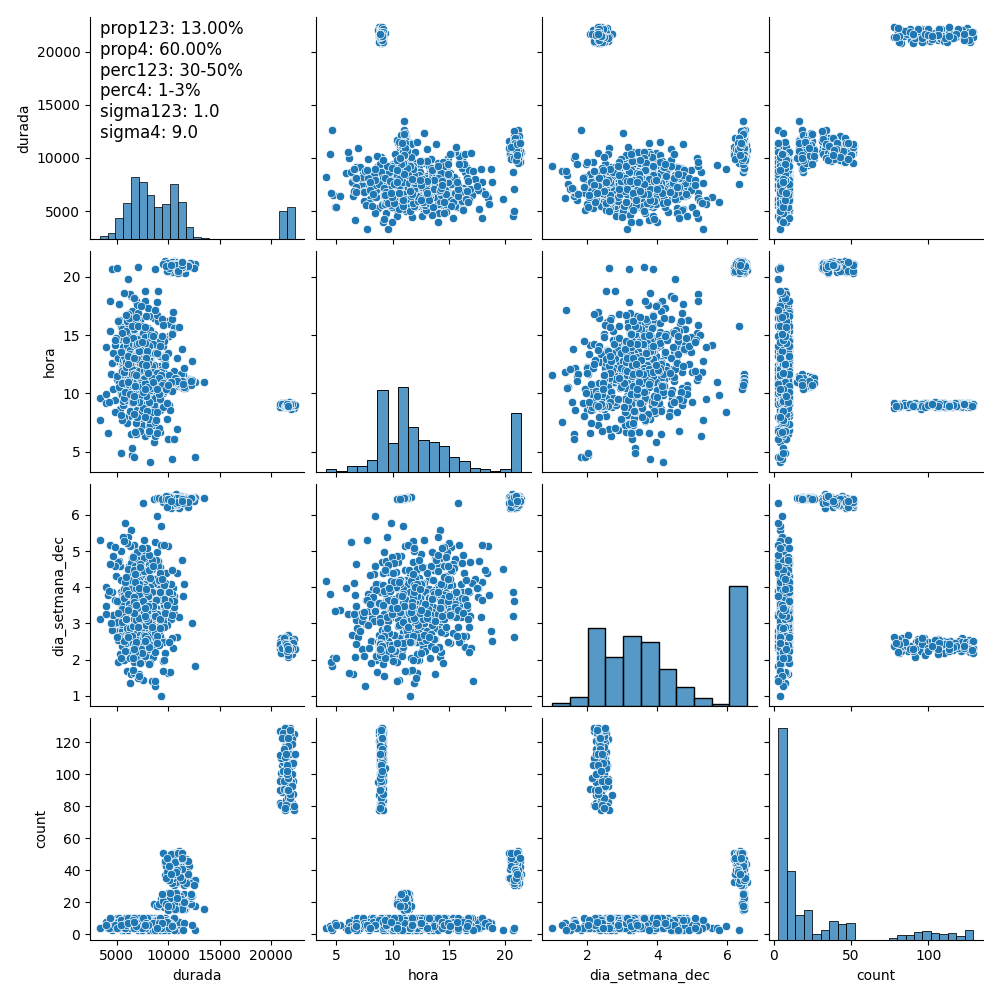 prop123: 13.00%
prop4: 60.00%
perc123: 30-50%
perc4: 1-3%
sigma123: 1.0
sigma4: 9.0
durada
20000
15000
10000
5000
hora
20
15
10
5
dia_setmana_dec
6
5
4
3
2
1
count
120
100
80
60
40
20
0
5000 10000 15000 20000
durada
5 10 15 20
hora
2 4 6
dia_setmana_dec
0 50 100
count